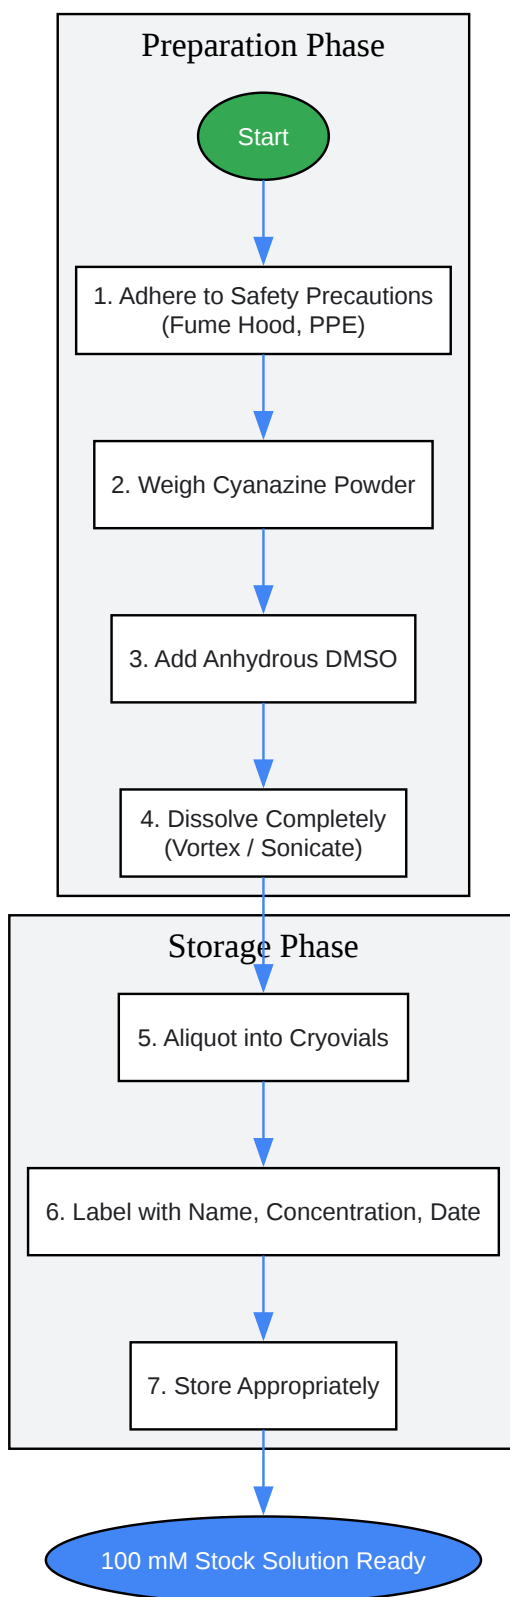 Preparation Phase
Start
1. Adhere to Safety Precautions
(Fume Hood, PPE)
2. Weigh Cyanazine Powder
3. Add Anhydrous DMSO
4. Dissolve Completely
(Vortex / Sonicate)
Storage Phase
5. Aliquot into Cryovials
6. Label with Name, Concentration, Date
7. Store Appropriately
100 mM Stock Solution Ready